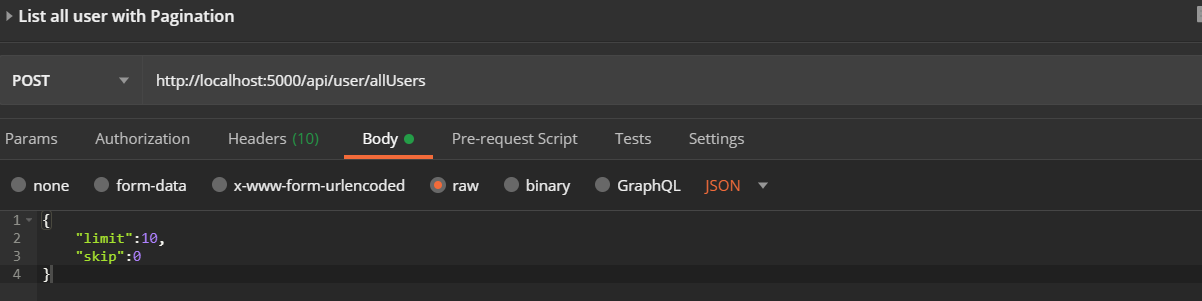 List all user with Pagination
POST http://localhost:5000/api/user/allUsers
Params Authorization Headers (10) Body Pre-request Script Tests Settings
none form-data x-www-form-urlencoded raw binary GraphQL JSON
1 {
2 "limit":10,
3 "skip":0
4 }